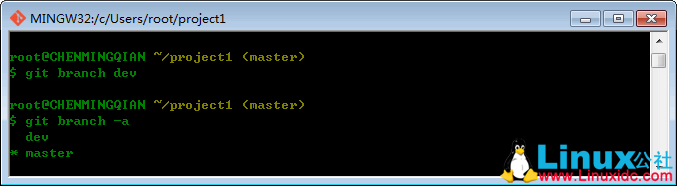 MINGW32:/c/Users/root/project1
root@CHENMINGQIAN ~/project1 (master)
$ git branch dev
root@CHENMINGQIAN ~/project1 (master)
$ git branch -a
dev
* master
Linux公社
www.Linuxidc.com